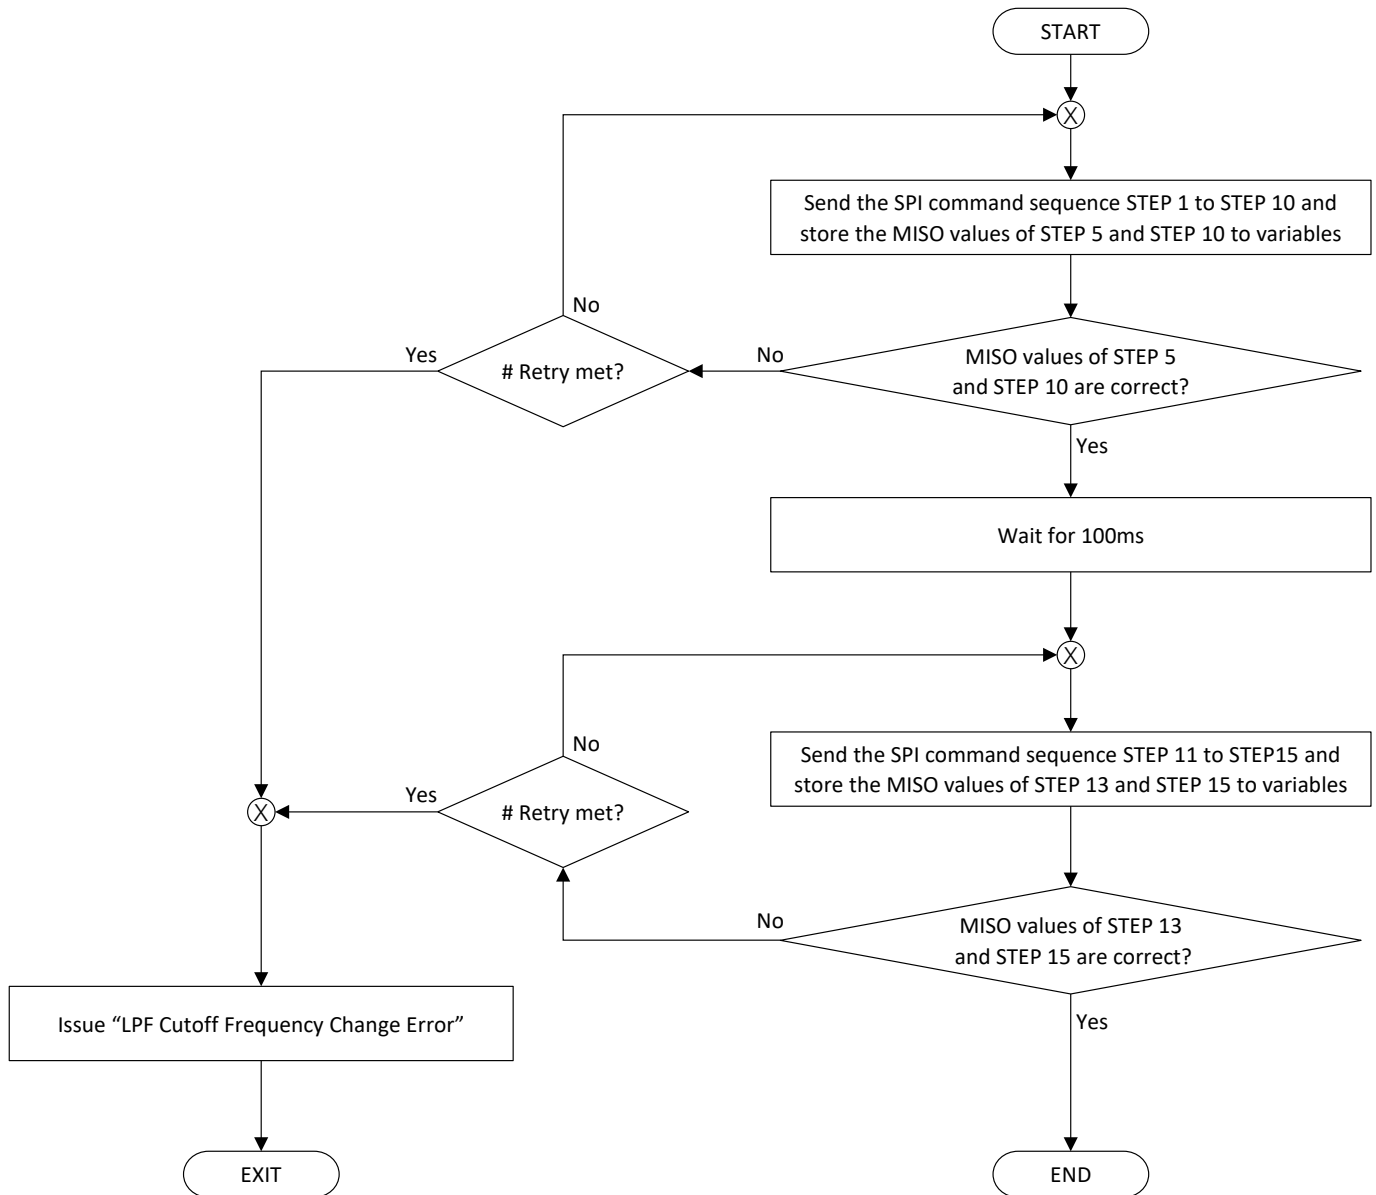 START
X
Send the SPI command sequence STEP 1 to STEP 10 and
store the MISO values of STEP 5 and STEP 10 to variables
No
Yes
# Retry met?
No
MISO values of STEP 5
and STEP 10 are correct?
Yes
Wait for 100ms
X
No
Send the SPI command sequence STEP 11 to STEP15 and
store the MISO values of STEP 13 and STEP 15 to variables
Yes
# Retry met?
X
No
MISO values of STEP 13
and STEP 15 are correct?
Yes
Issue “LPF Cutoff Frequency Change Error”
EXIT
END